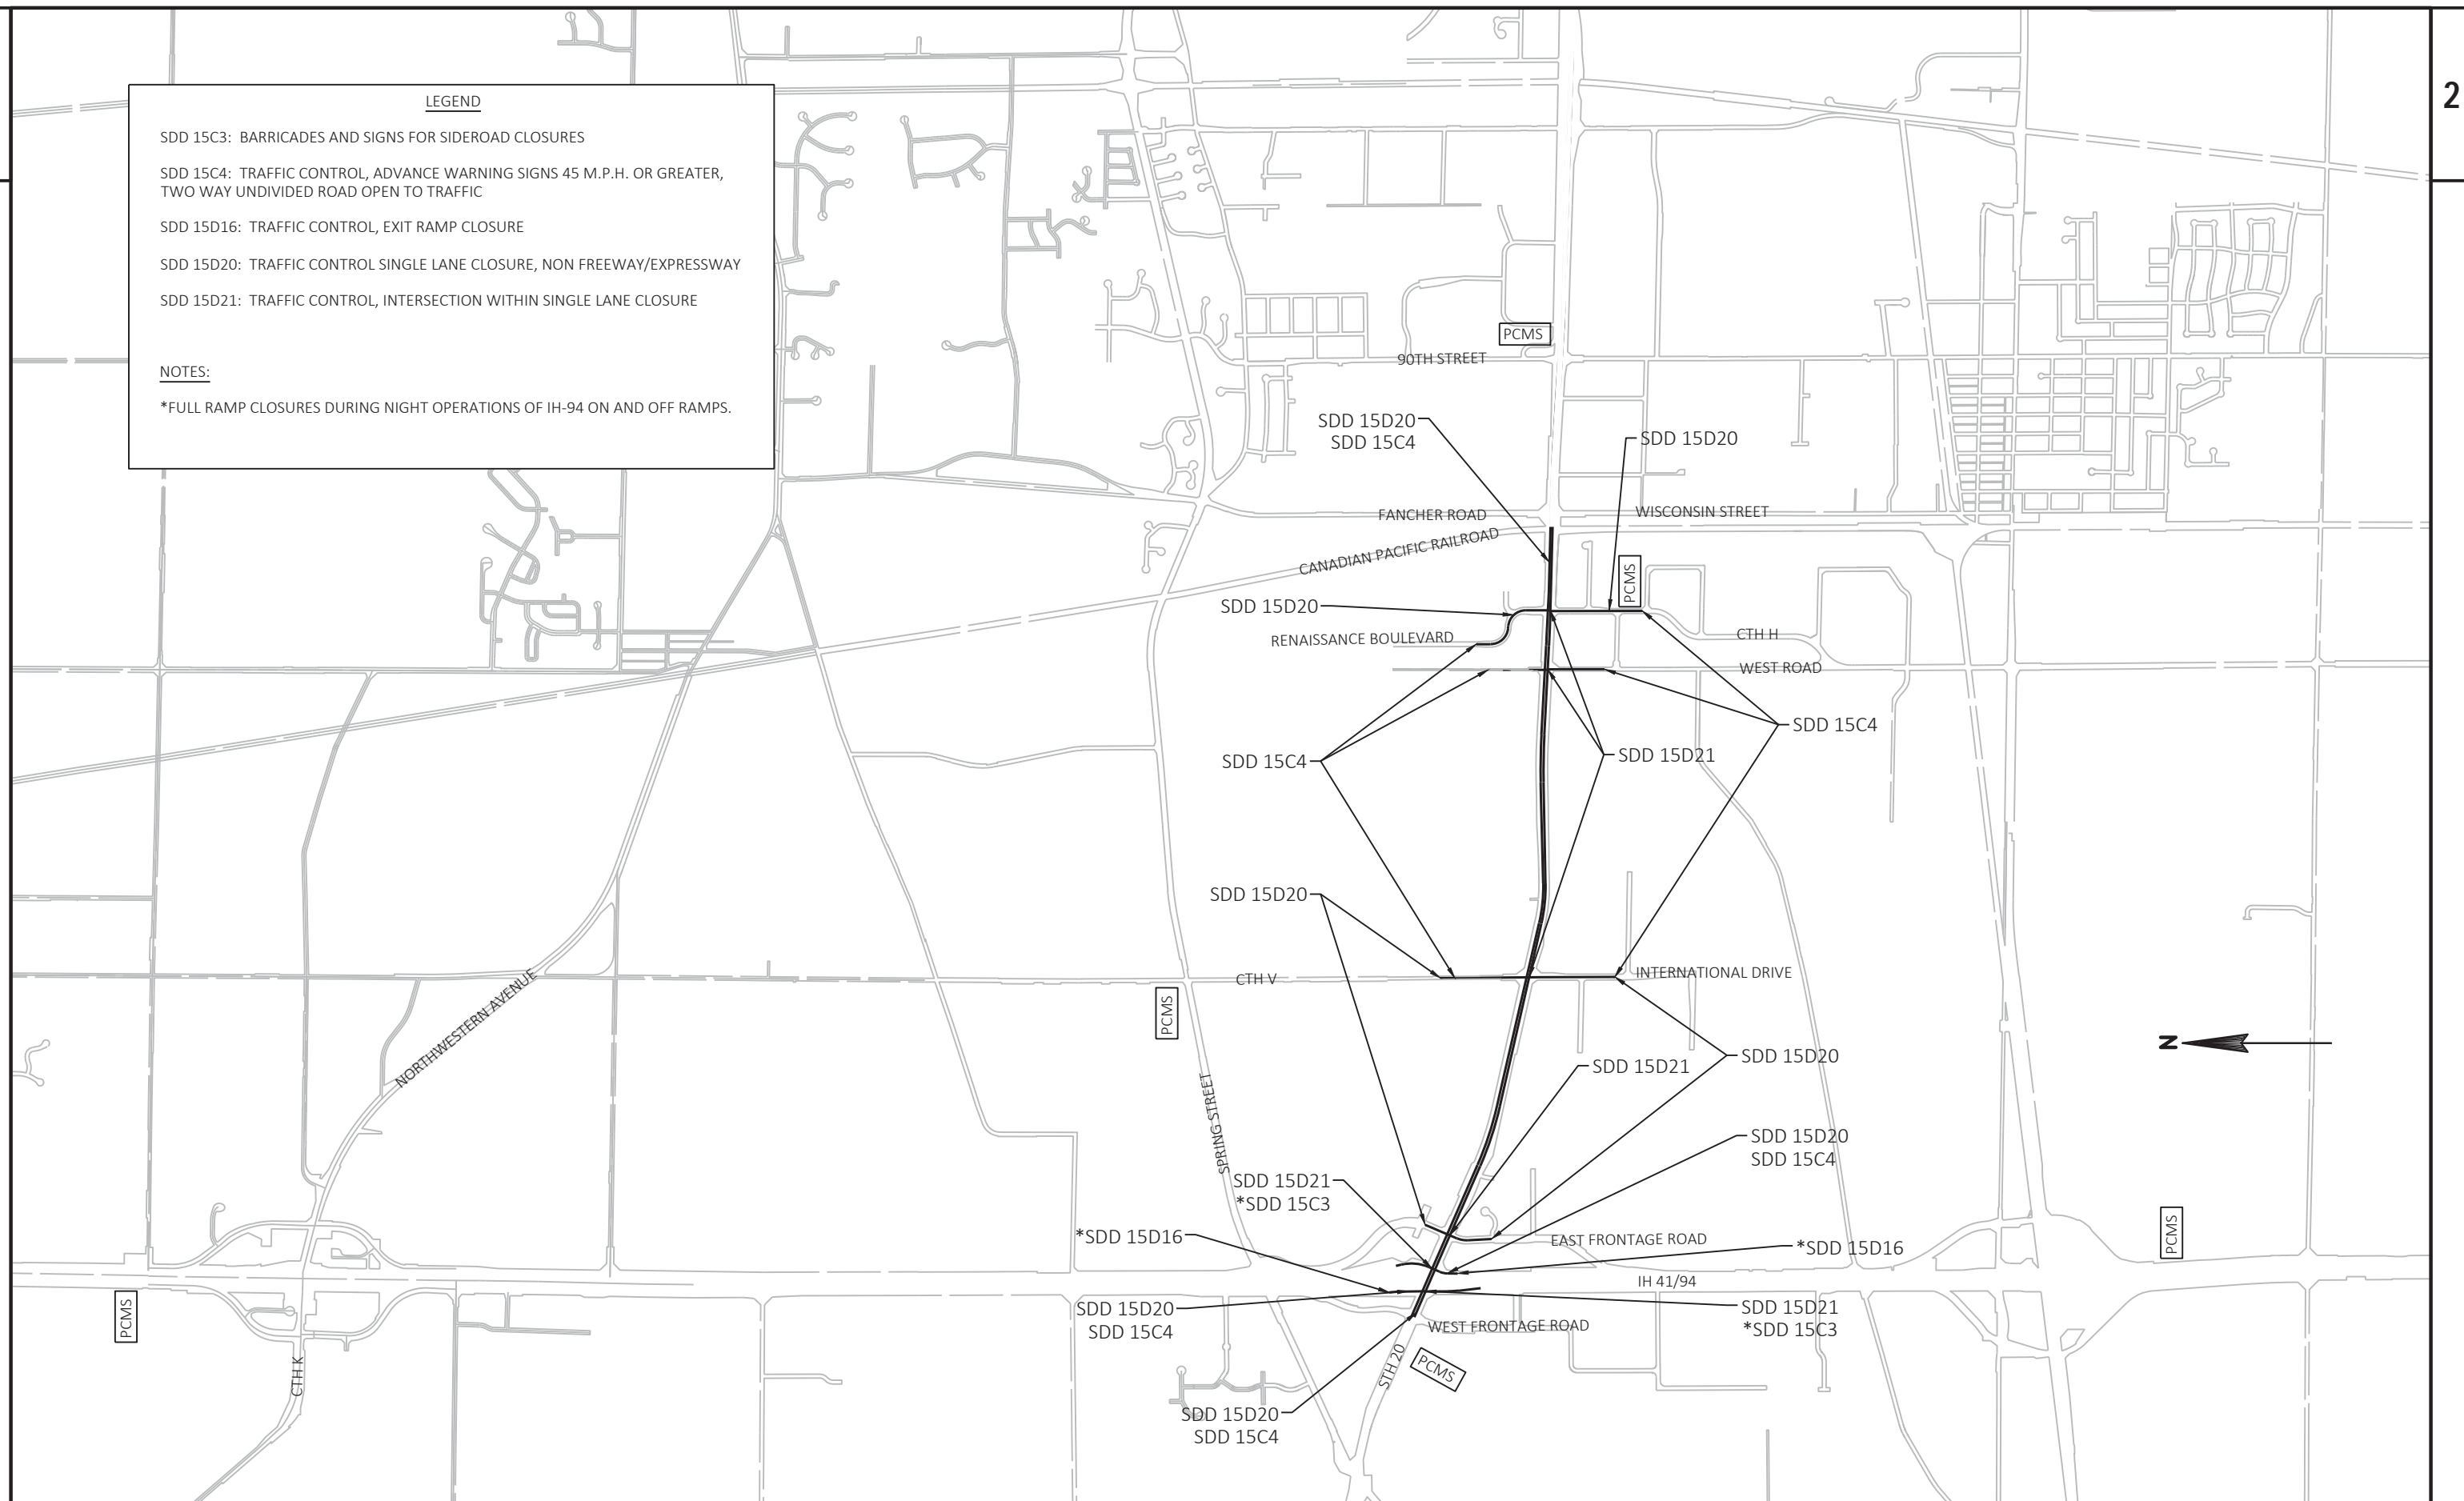 2
LEGEND
SDD 15C3: BARRICADES AND SIGNS FOR SIDEROAD CLOSURES
SDD 15C4: TRAFFIC CONTROL, ADVANCE WARNING SIGNS 45 M.P.H. OR GREATER,
TWO WAY UNDIVIDED ROAD OPEN TO TRAFFIC
SDD 15D16: TRAFFIC CONTROL, EXIT RAMP CLOSURE
SDD 15D20: TRAFFIC CONTROL SINGLE LANE CLOSURE, NON FREEWAY/EXPRESSWAY
SDD 15D21: TRAFFIC CONTROL, INTERSECTION WITHIN SINGLE LANE CLOSURE
NOTES:
*FULL RAMP CLOSURES DURING NIGHT OPERATIONS OF IH-94 ON AND OFF RAMPS.
PCMS
90TH STREET
SDD 15D20
SDD 15C4
SDD 15D20
FANCHER ROAD
WISCONSIN STREET
CANADIAN PACIFIC RAILROAD
PCMS
SDD 15D20
RENAISSANCE BOULEVARD
CTH H
WEST ROAD
SDD 15C4
SDD 15D21
SDD 15C4
SDD 15D20
CTH V
INTERNATIONAL DRIVE
NORTHWESTERN AVENUE
PCMS
N
SDD 15D20
SDD 15D21
SPRING STREET
SDD 15D20
SDD 15C4
SDD 15D21
*SDD 15C3
*SDD 15D16
EAST FRONTAGE ROAD
*SDD 15D16
PCMS
IH 41/94
PCMS
SDD 15D20
SDD 15C4
SDD 15D21
*SDD 15C3
WEST FRONTAGE ROAD
CTH K
STH 20
PCMS
SDD 15D20
SDD 15C4